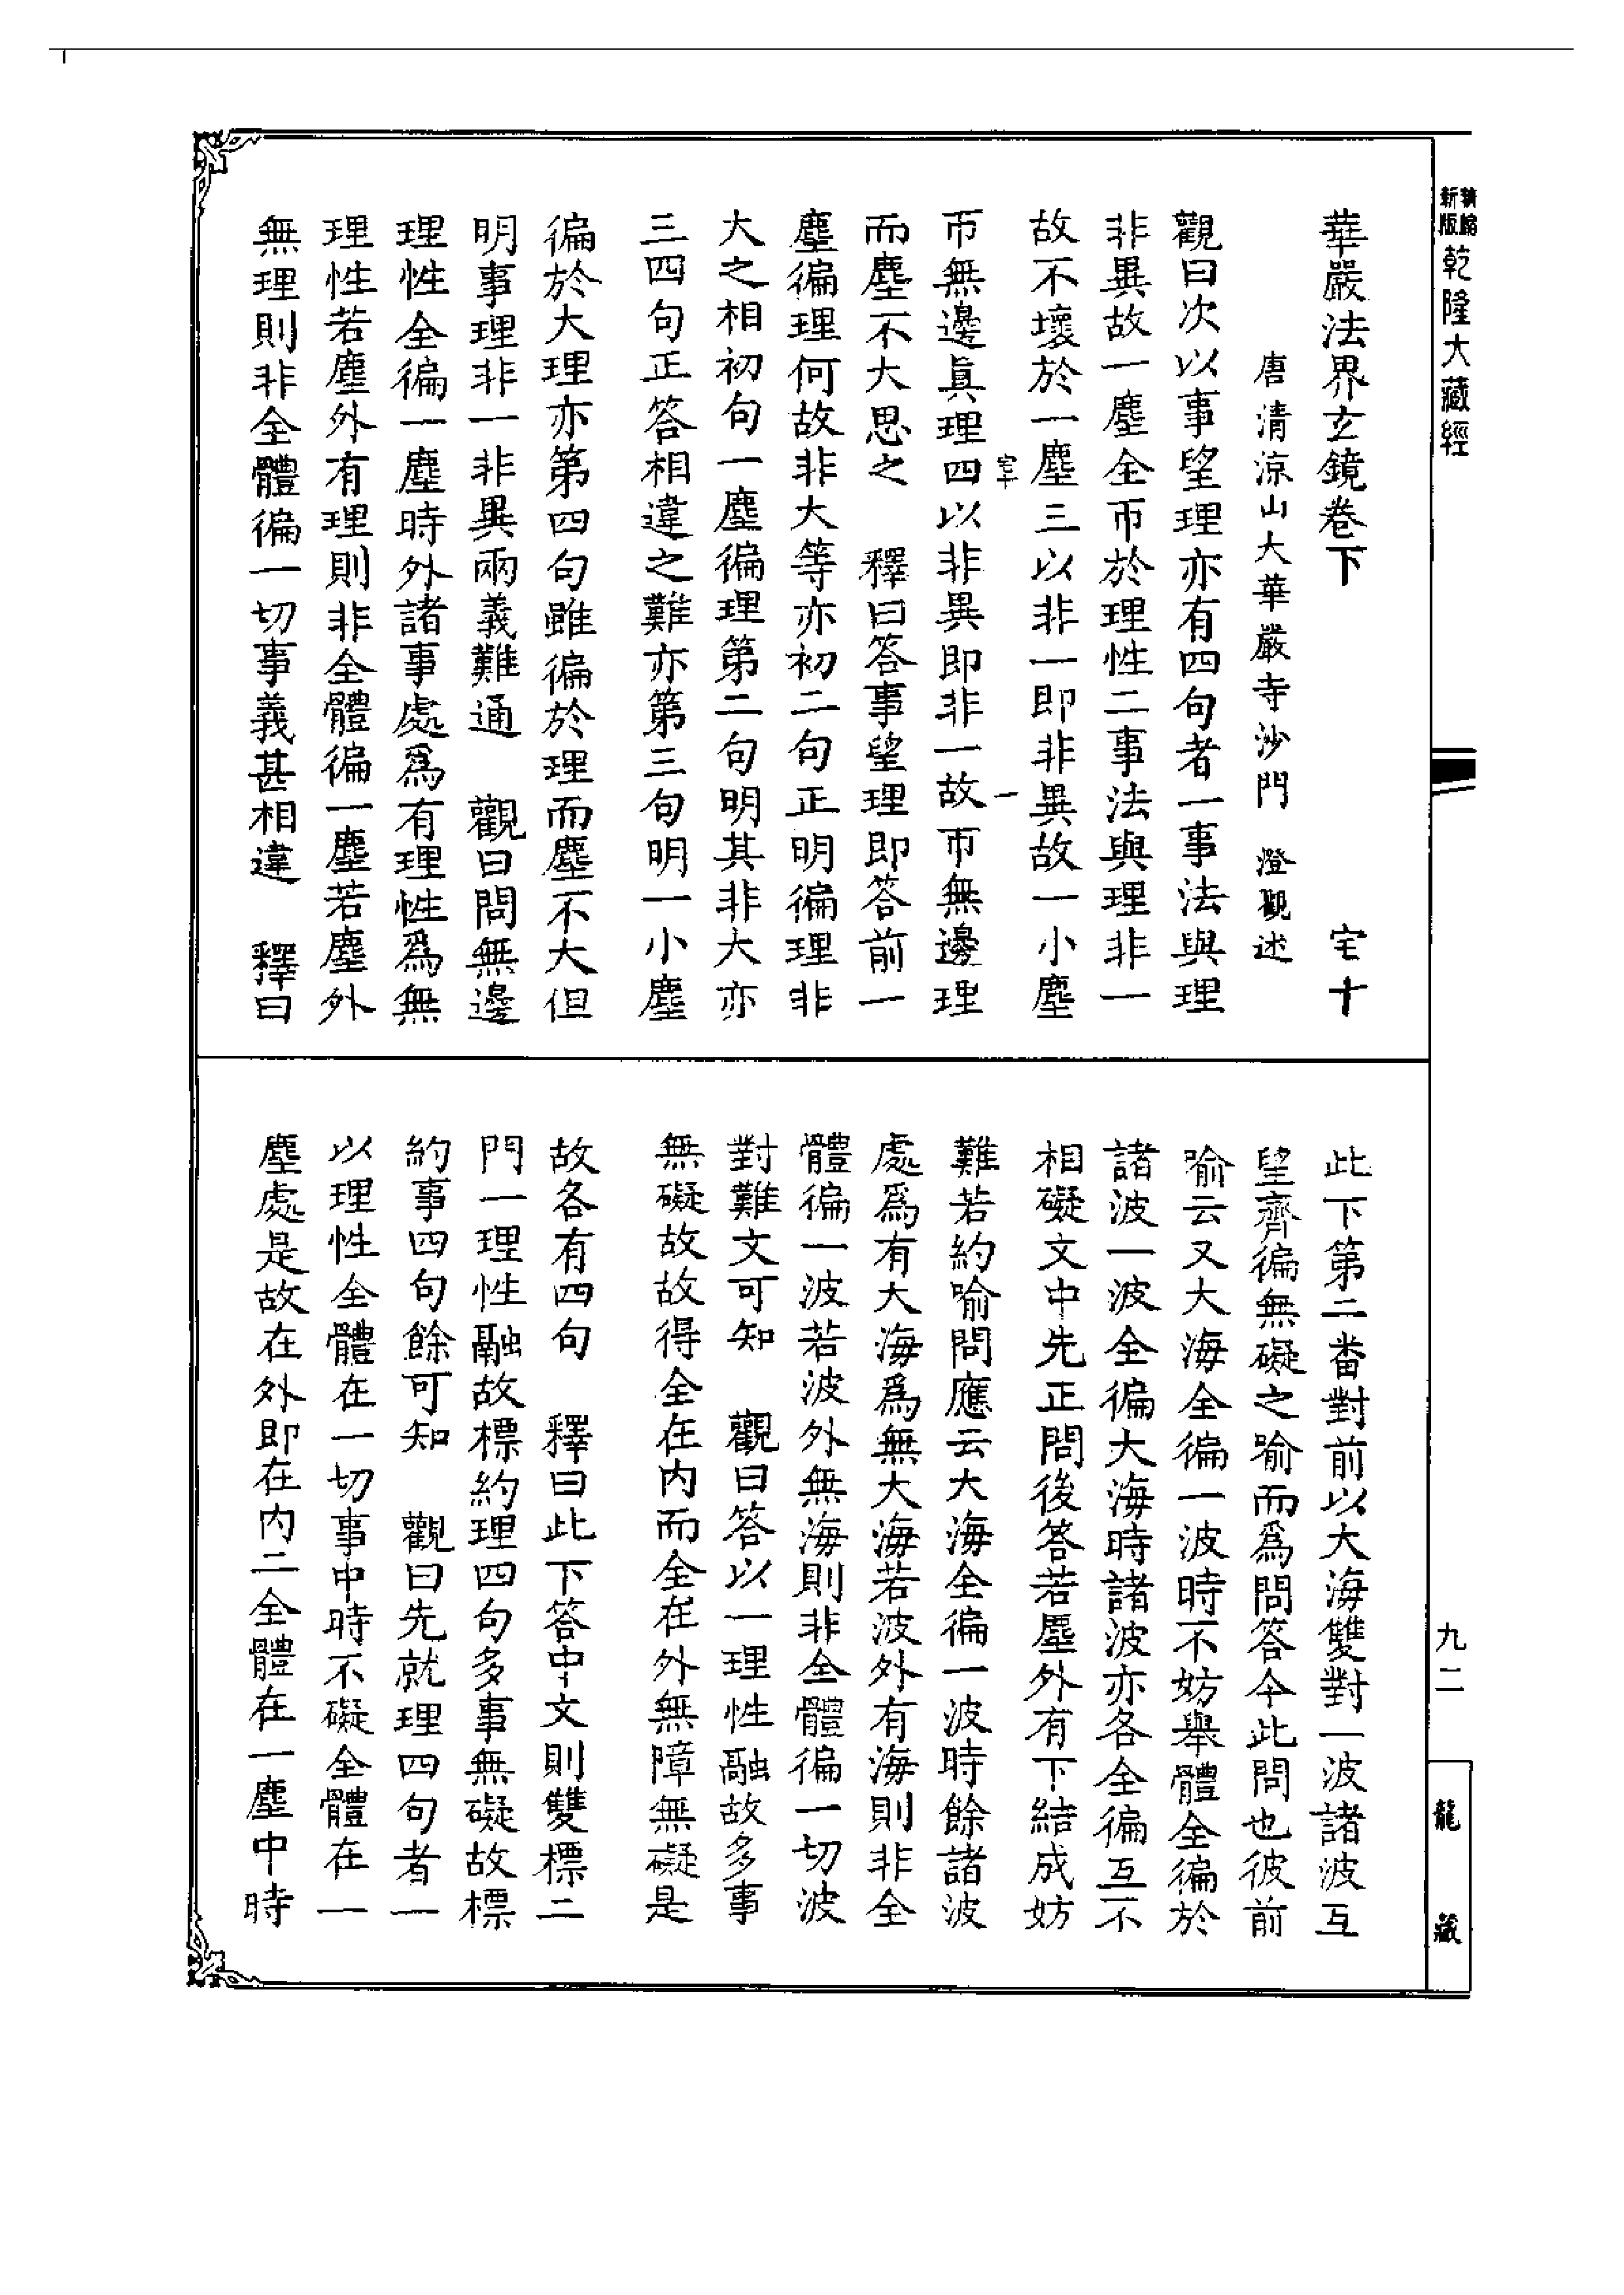 新版
精縮
乾隆大藏經
華嚴法界玄鏡卷下　宅十
唐清涼山大華嚴寺沙門　澄觀述
觀曰次以事望理亦有四句者一事法與理
非異故一塵全帀於理性二事法與理非一
故不壞於一塵三以非一即非異故一小塵
帀無邊眞理四以非異即非一故帀無邊理
宅十　一
而塵不大思之　釋曰答事望理即答前一
塵徧理何故非大等亦初二句正明徧理非
大之相初句一塵徧理第二句明其非大亦
三四句正答相違之難亦第三句明一小塵
徧於大理亦第四句雖徧於理而塵不大但
明事理非一非異兩義難通　觀曰問無邊
理性全徧一塵時外諸事處爲有理性爲無
理性若塵外有理則非全體徧一塵若塵外
無理則非全體徧一切事義甚相違　釋曰
此下第二番對前以大海雙對一波諸波互
望齊徧無礙之喻而爲問答今此問也彼前
喻云又大海全徧一波時不妨舉體全徧於
諸波一波全徧大海時諸波亦各全徧互不
相礙文中先正問後答若塵外有下結成妨
難若約喻問應云大海全徧一波時餘諸波
處爲有大海爲無大海若波外有海則非全
體徧一波若波外無海則非全體徧一切波
對難文可知　觀曰答以一理性融故多事
無礙故故得全在內而全在外無障無礙是
故各有四句　釋曰此下答中文則雙標二
門一理性融故標約理四句多事無礙故標
約事四句餘可知　觀曰先就理四句者一
以理性全體在一切事中時不礙全體在一
塵處是故在外即在內二全體在一塵中時
九二
龍藏